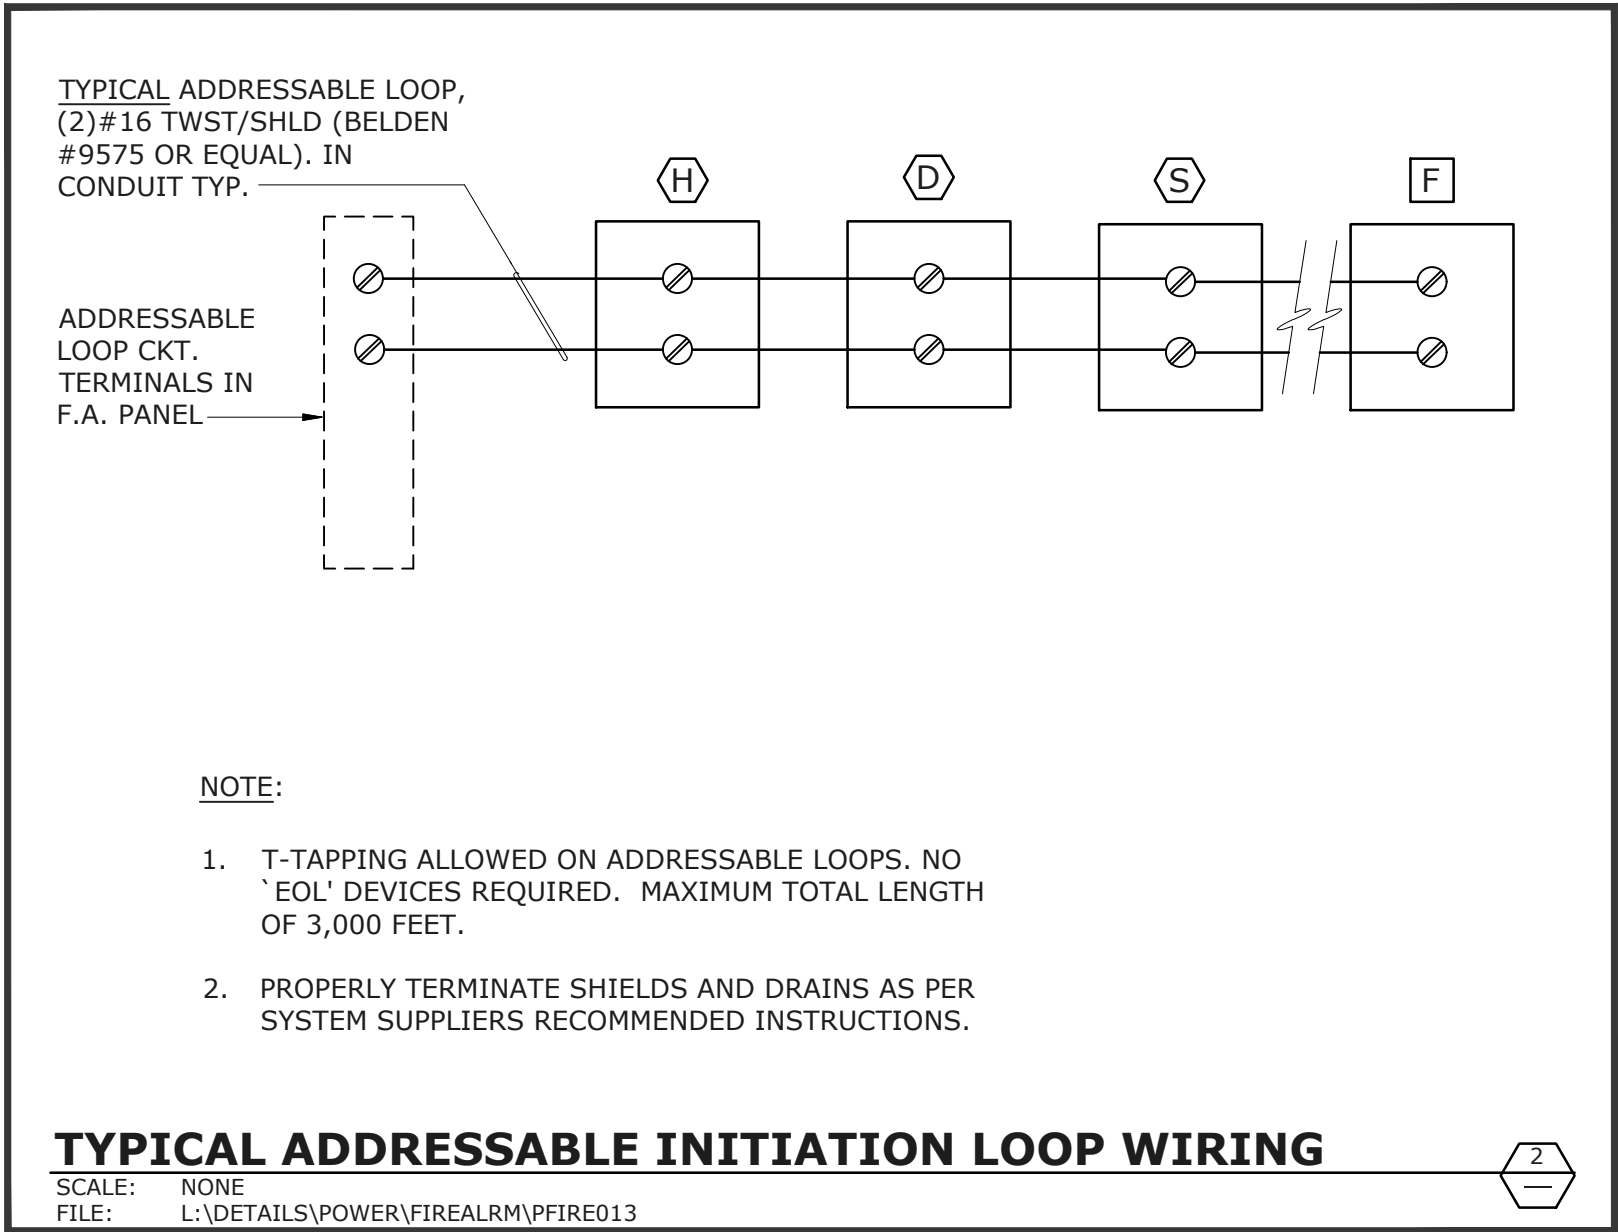 TYPICAL ADDRESSABLE LOOP,
(2)#16 TWST/SHLD (BELDEN
#9575 OR EQUAL). IN
CONDUIT TYP.
H
D
S
F
ADDRESSABLE
LOOP CKT.
TERMINALS IN
F.A. PANEL
NOTE:
1. T-TAPPING ALLOWED ON ADDRESSABLE LOOPS. NO
`EOL' DEVICES REQUIRED. MAXIMUM TOTAL LENGTH
OF 3,000 FEET.
2. PROPERLY TERMINATE SHIELDS AND DRAINS AS PER
SYSTEM SUPPLIERS RECOMMENDED INSTRUCTIONS.
TYPICAL ADDRESSABLE INITIATION LOOP WIRING
2
—
SCALE: NONE
FILE: L:\DETAILS\POWER\FIREALRM\PFIRE013